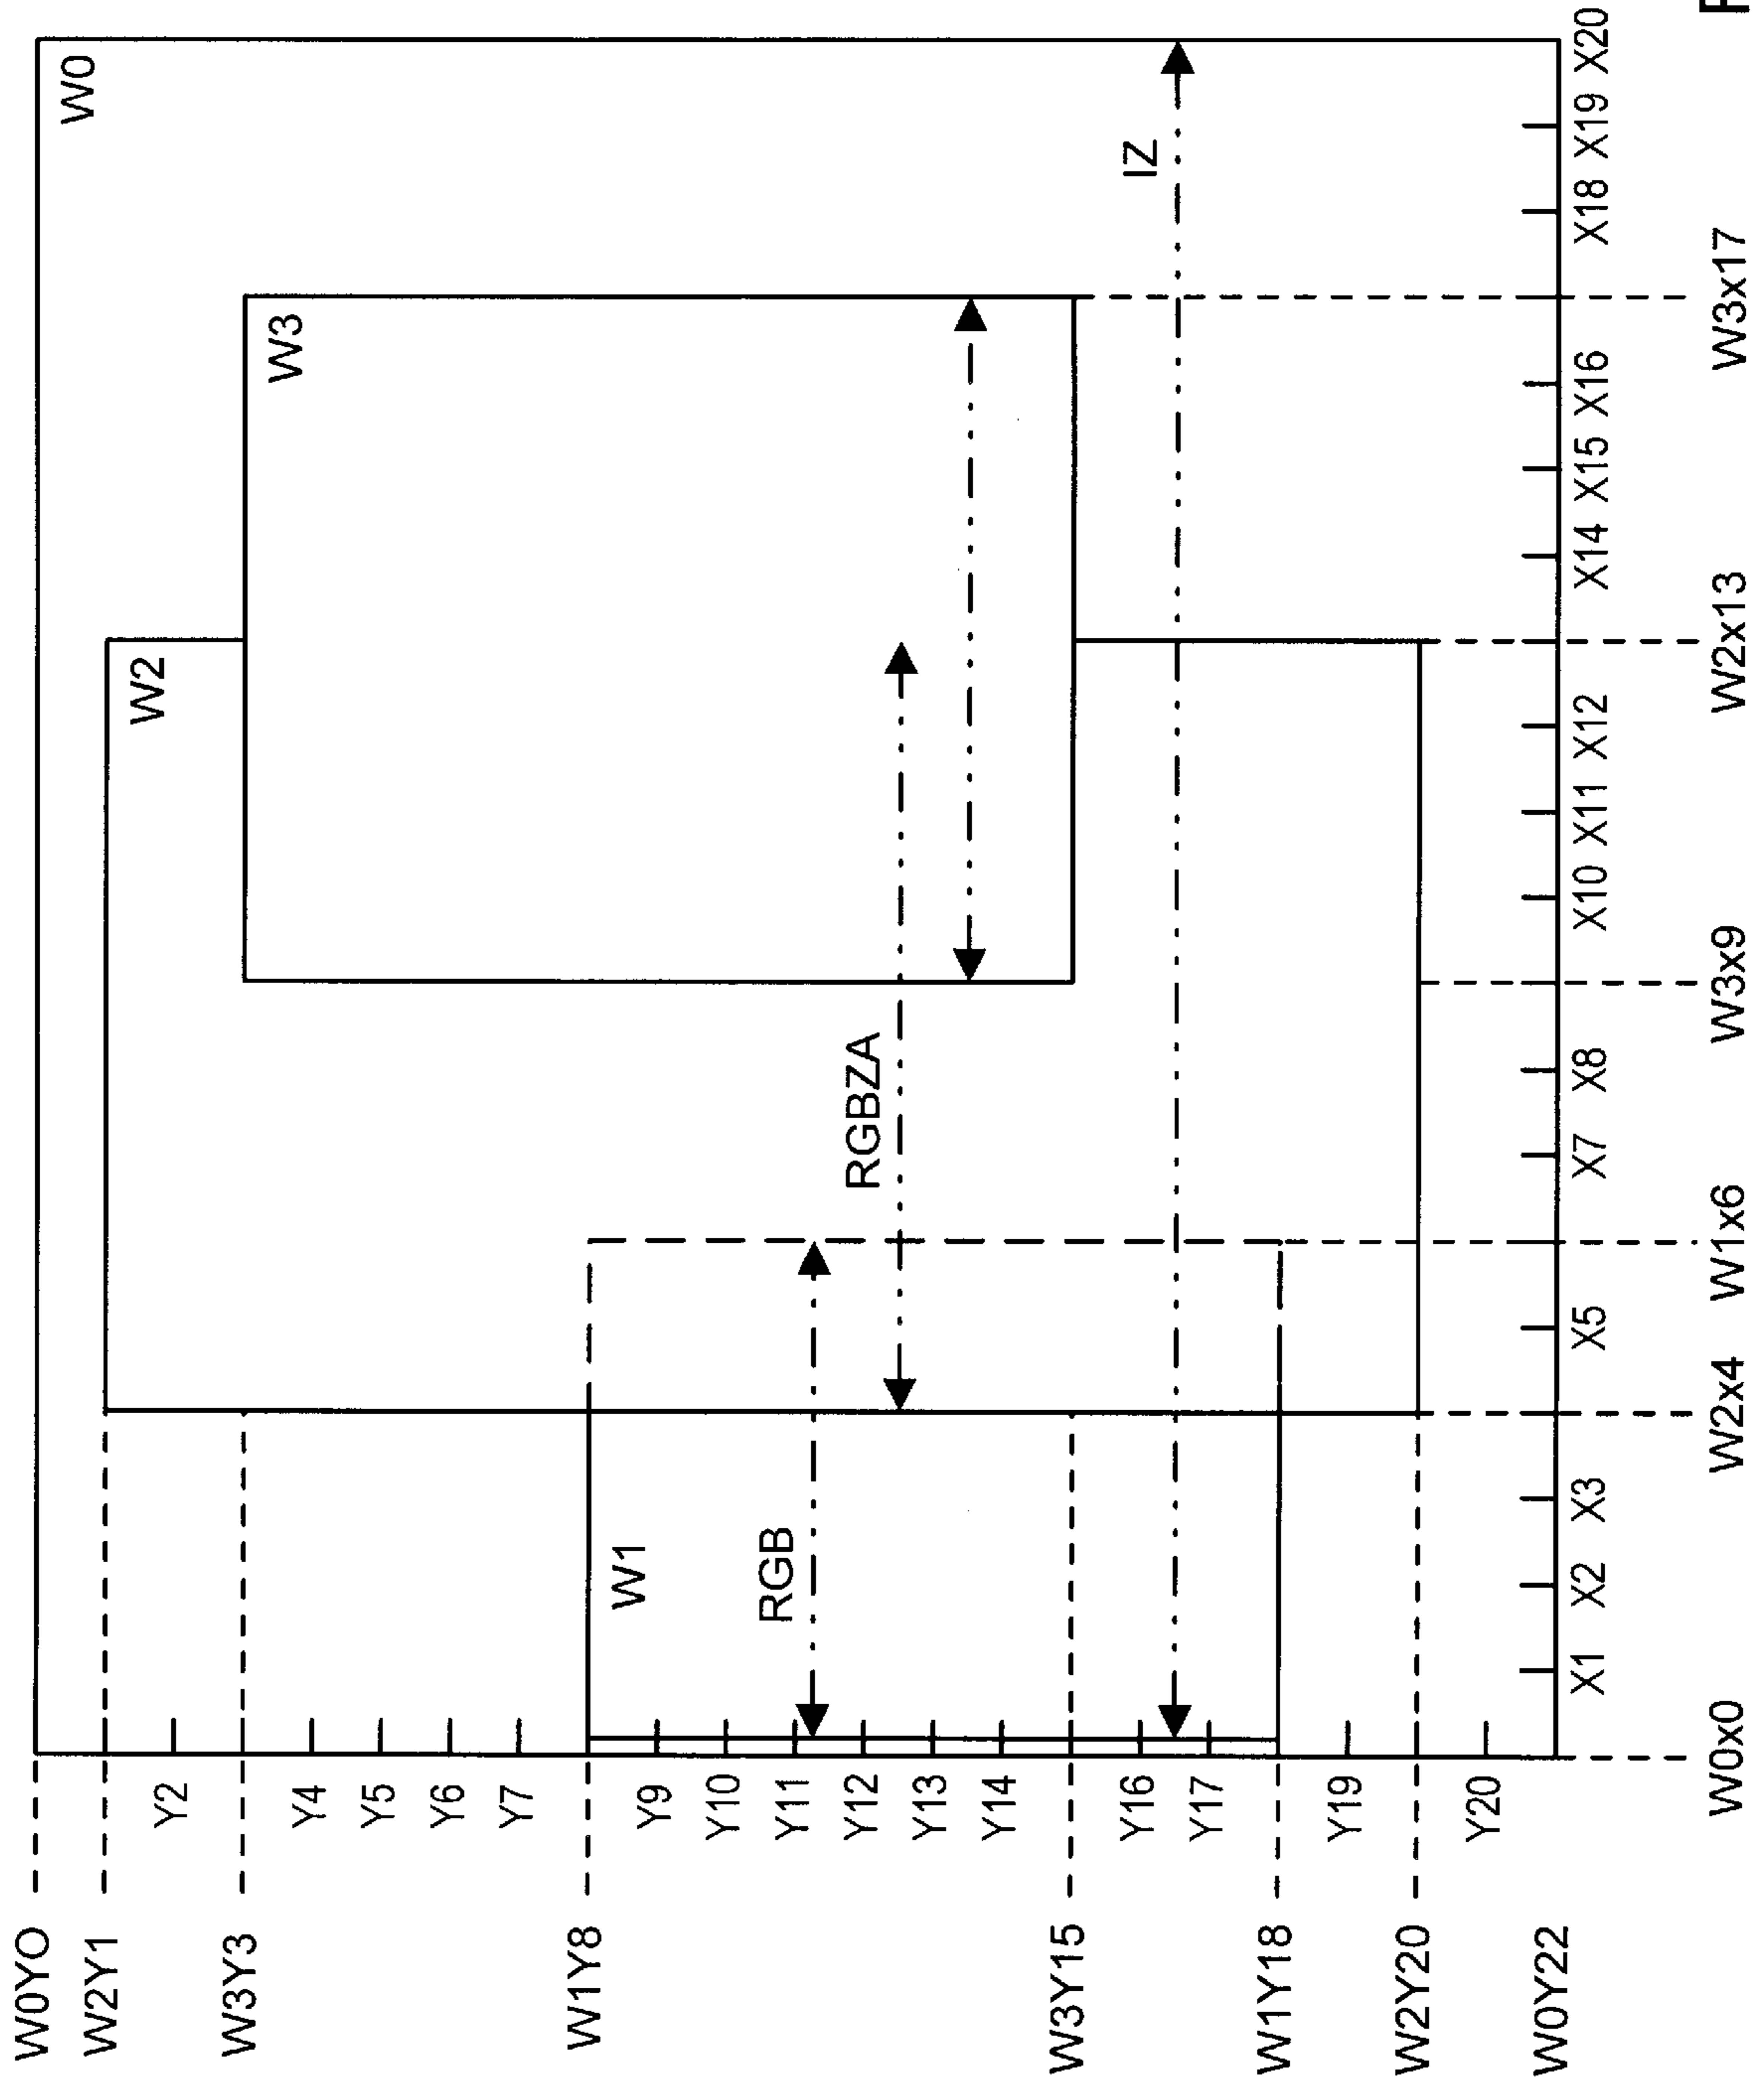 W0YO
W0
W2Y1
W2
Y2
W3Y3
W3
Y4
Y5
Y6
Y7
W1Y8
W1
Y9
Y10
RGB
Y11
Y12
RGBZA
Y13
Y14
W3Y15
Y16
IZ
Y17
W1Y18
Y19
W2Y20
Y20
W0Y22
X1 X2 X3 X5 X7 X8 X10 X11 X12 X14 X15 X16 X18 X19 X20
W0x0 W2x4 W1x6 W3x9 W2x13 W3x17